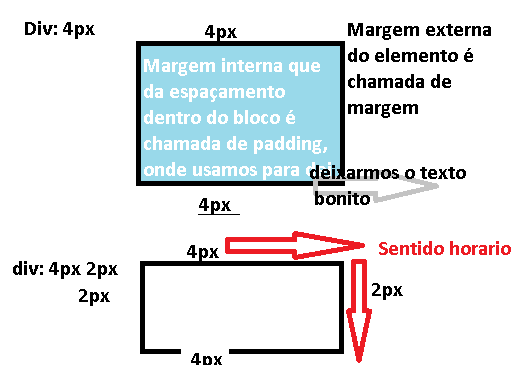 Div: 4px
4px
Margem externa
do elemento é
chamada de
margem
Margem interna que
da espaçamento
dentro do bloco é
chamada de padding,
onde usamos para dei
deixarmos o texto
bonito
4px
4px
Sentido horario
div: 4px 2px
2px
2px
4px